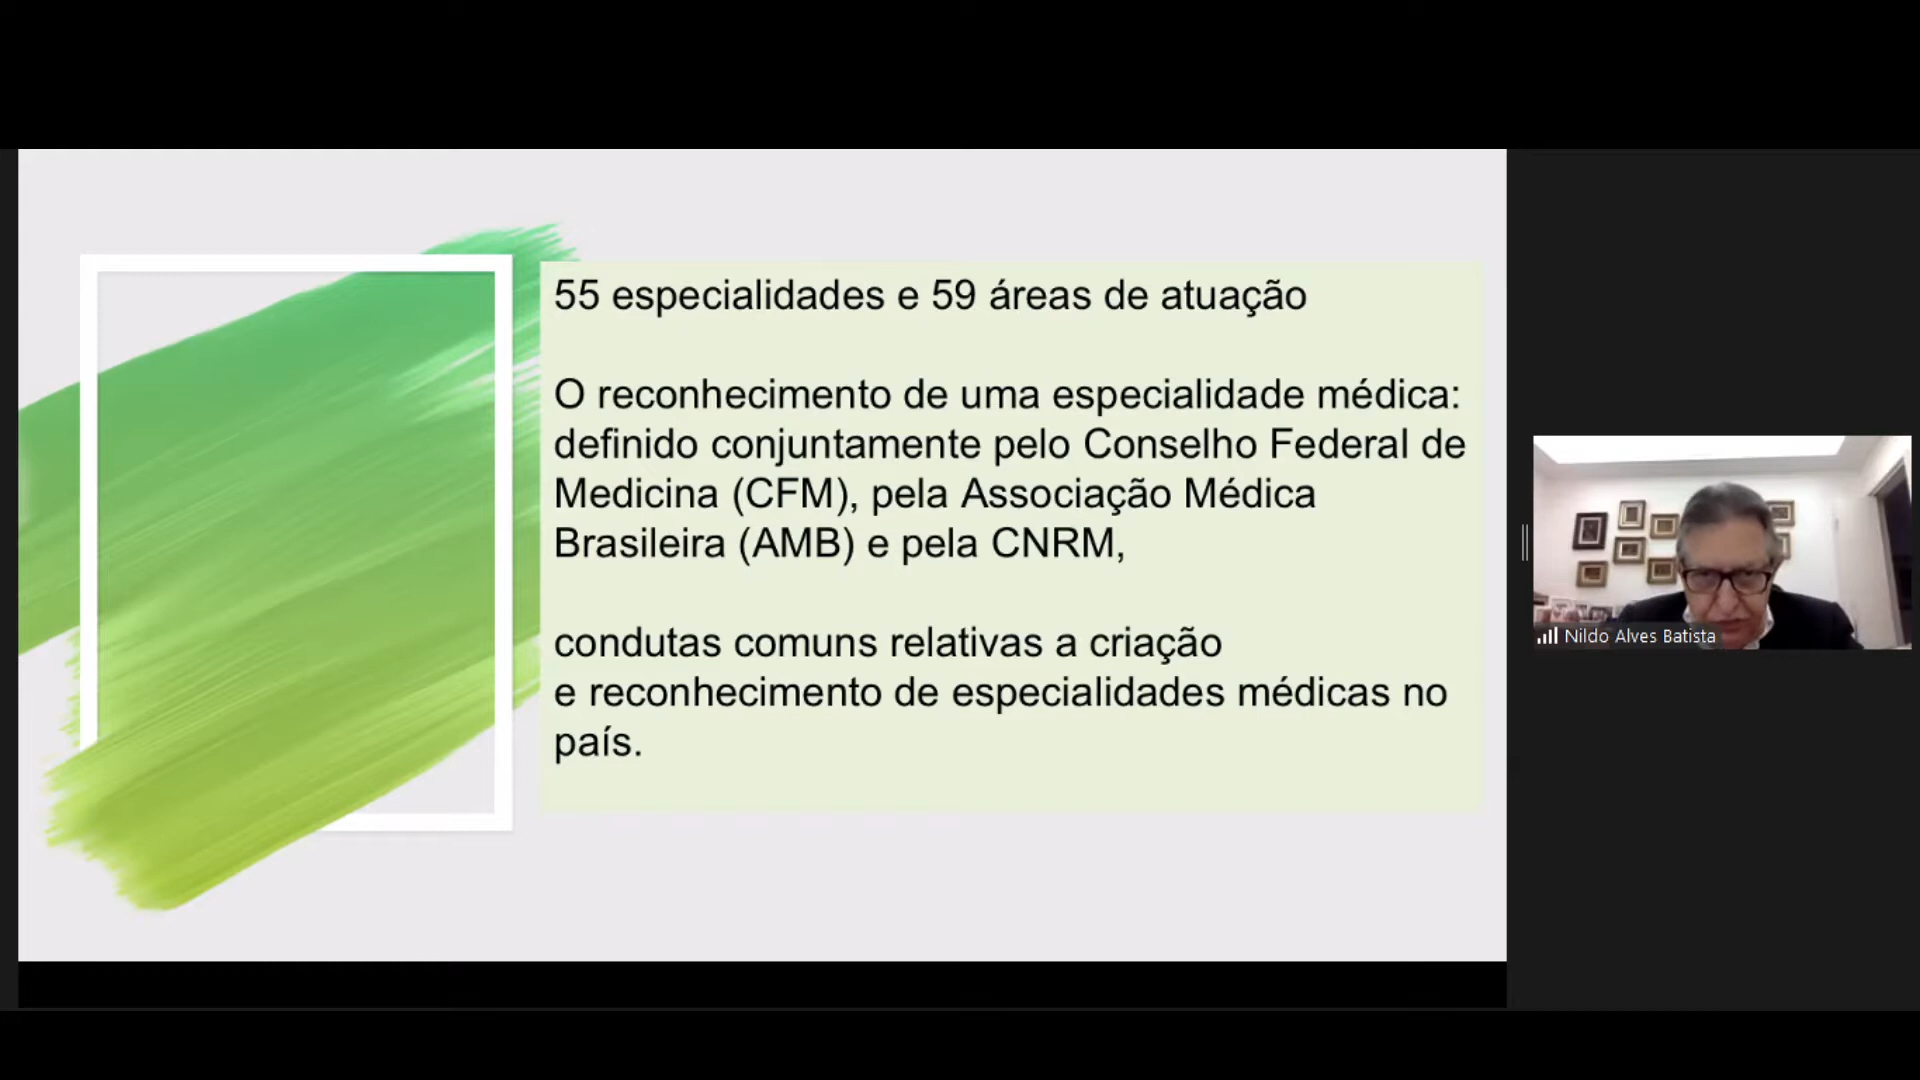 55 especialidades e 59 áreas de atuação
O reconhecimento de uma especialidade médica:
definido conjuntamente pelo Conselho Federal de
Medicina (CFM), pela Associação Médica
Brasileira (AMB) e pela CNRM,
condutas comuns relativas a criação
e reconhecimento de especialidades médicas no
país.
Nildo Alves Batista